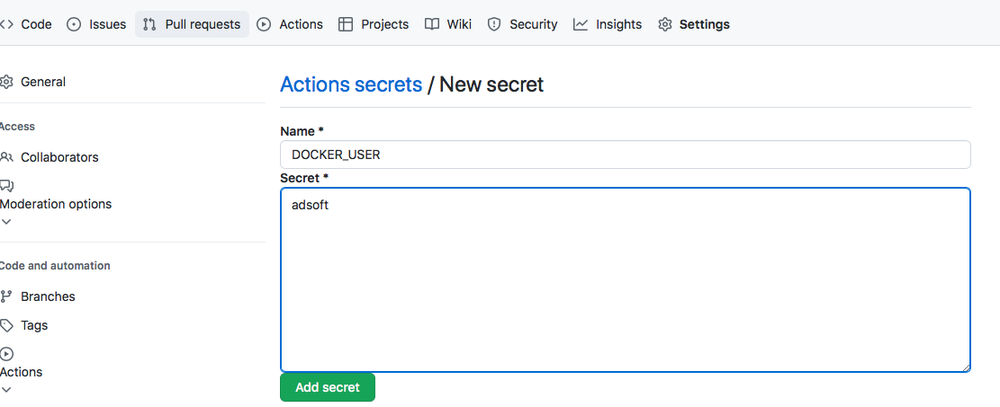 Code Issues Pull requests Actions Projects Wiki Security Insights Settings
General
Actions secrets / New secret
Access
Name *
Collaborators
DOCKER_USER
Secret *
Moderation options
adsoft
Code and automation
Branches
Tags
Actions
Add secret